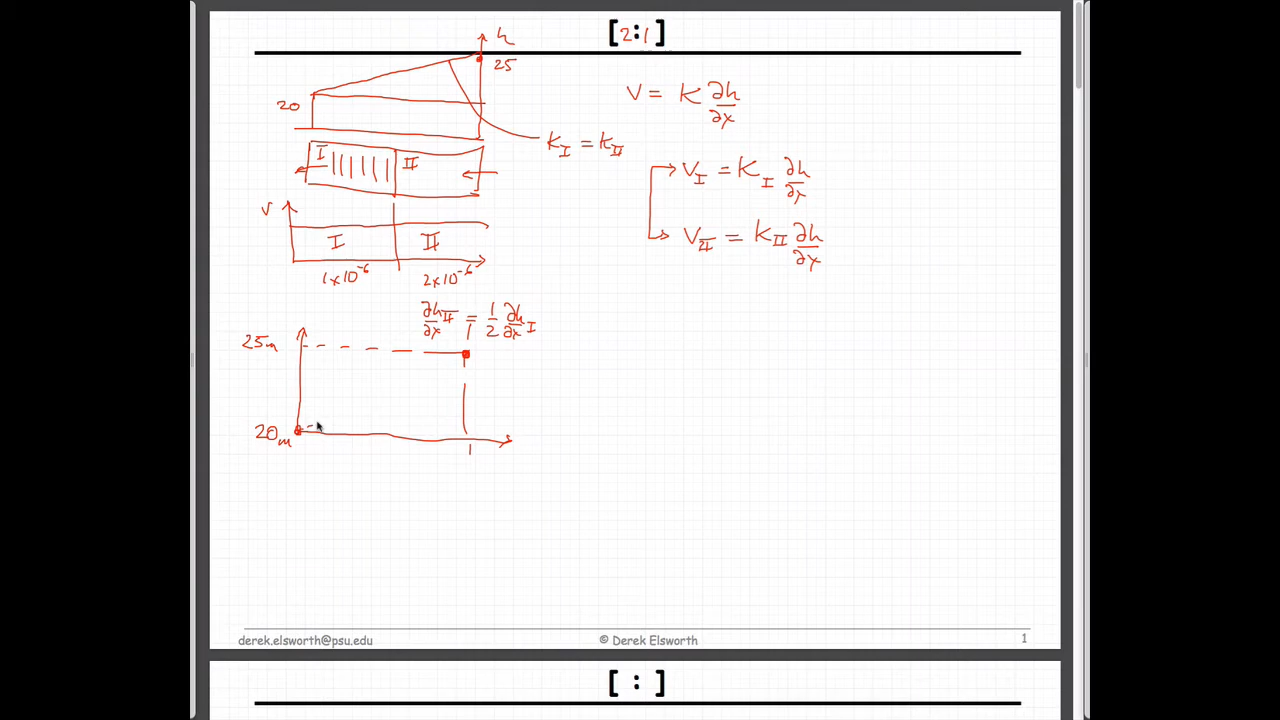 [2:1]
h
25
20
V = K ∂h/∂x
K_I = K_II
I II
V_I = K_I ∂h/∂x
V_II = K_II ∂h/∂x
V
I II
1x10^-6 2x10^-6
∂h/∂x II = 1/2 ∂h/∂x I
25m
20m
1
derek.elsworth@psu.edu © Derek Elsworth 1
[ : ]